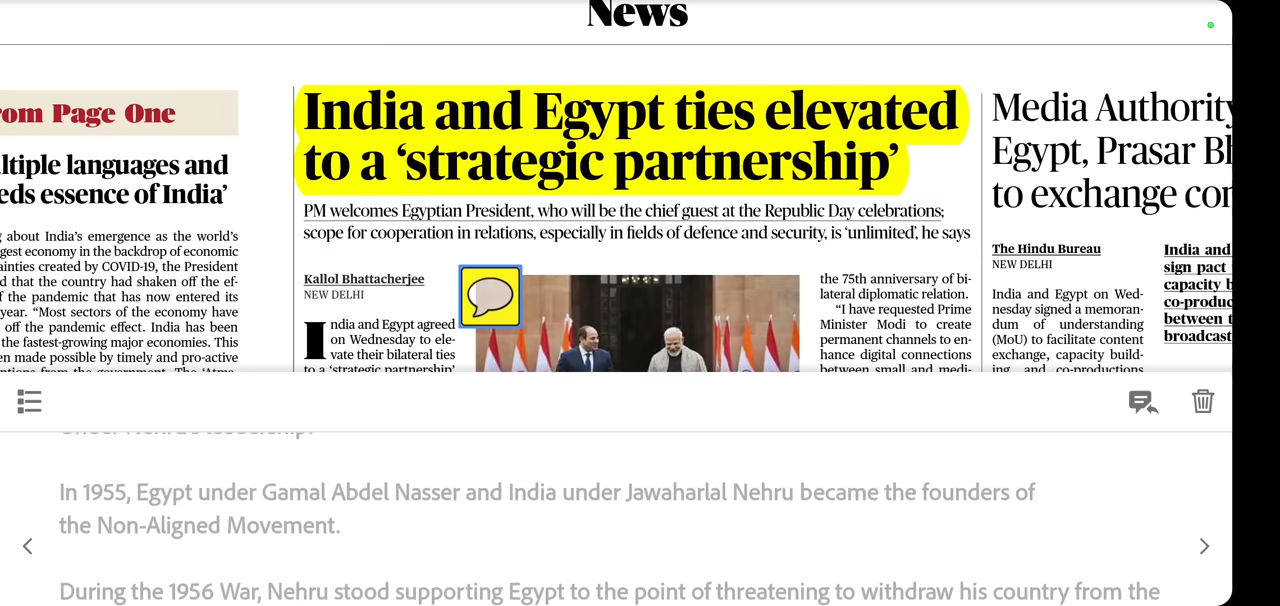 News
rom Page One
ltiple languages and
eds essence of India’
g about India’s emergence as the world’s
gest economy in the backdrop of economic
ainties created by COVID-19, the President
d that the country had shaken off the ef-
f the pandemic that has now entered its
year. “Most sectors of the economy have
off the pandemic effect. India has been
the fastest-growing major economies. This
en made possible by timely and pro-active
India and Egypt ties elevated
to a ‘strategic partnership’
PM welcomes Egyptian President, who will be the chief guest at the Republic Day celebrations;
scope for cooperation in relations, especially in fields of defence and security, is ‘unlimited’, he says
Kallol Bhattacherjee
NEW DELHI
India and Egypt agreed
on Wednesday to ele-
vate their bilateral ties
to a ‘strategic partnership’
the 75th anniversary of bi-
lateral diplomatic relation.
“I have requested Prime
Minister Modi to create
permanent channels to en-
hance digital connections
between small and medi-
Media Authority
Egypt, Prasar Bh
to exchange con
The Hindu Bureau
NEW DELHI
India and Egypt on Wed-
nesday signed a memoran-
dum of understanding
(MoU) to facilitate content
exchange, capacity build-
ing, and co-productions
India and
sign pact
capacity b
co-produc
between t
broadcast
In 1955, Egypt under Gamal Abdel Nasser and India under Jawaharlal Nehru became the founders of
the Non-Aligned Movement.
During the 1956 War, Nehru stood supporting Egypt to the point of threatening to withdraw his country from the